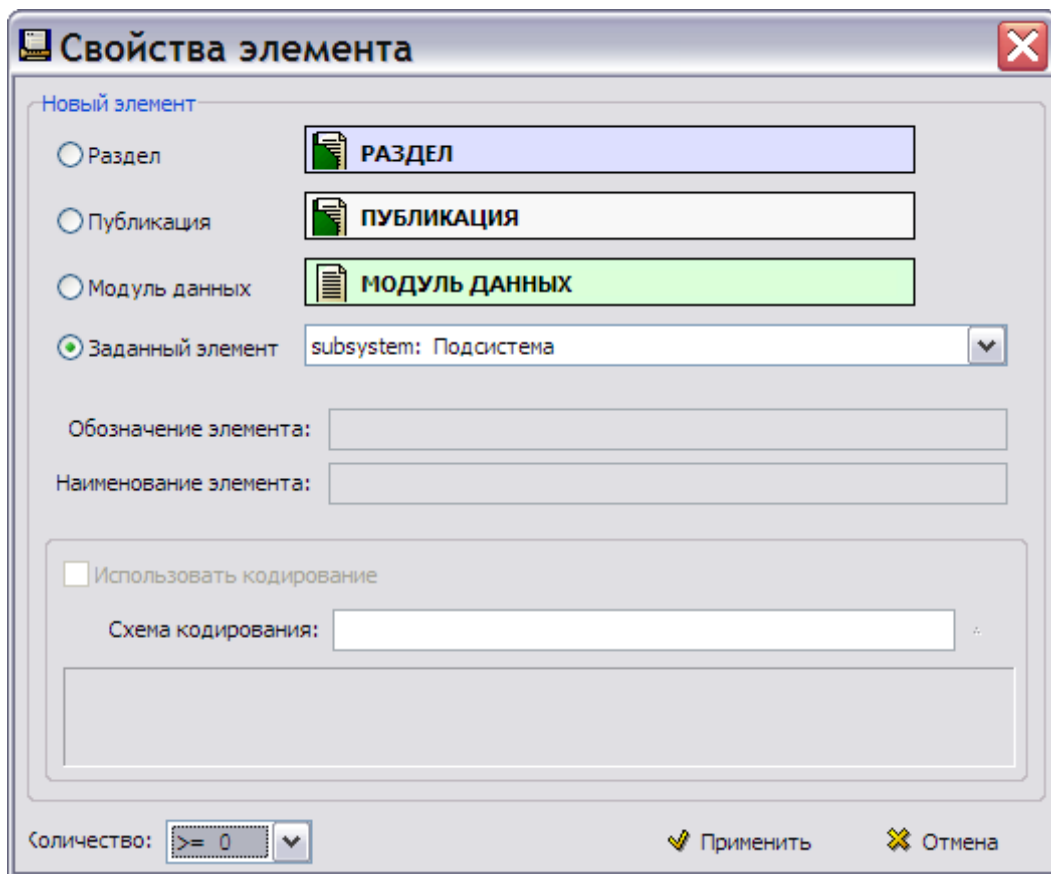 Свойства элемента
Новый элемент
Раздел
РАЗДЕЛ
Публикация
ПУБЛИКАЦИЯ
Модуль данных
МОДУЛЬ ДАННЫХ
Заданный элемент
subsystem: Подсистема
Обозначение элемента:
Наименование элемента:
Использовать кодирование
Схема кодирования:
Количество: >= 0
Применить
Отмена